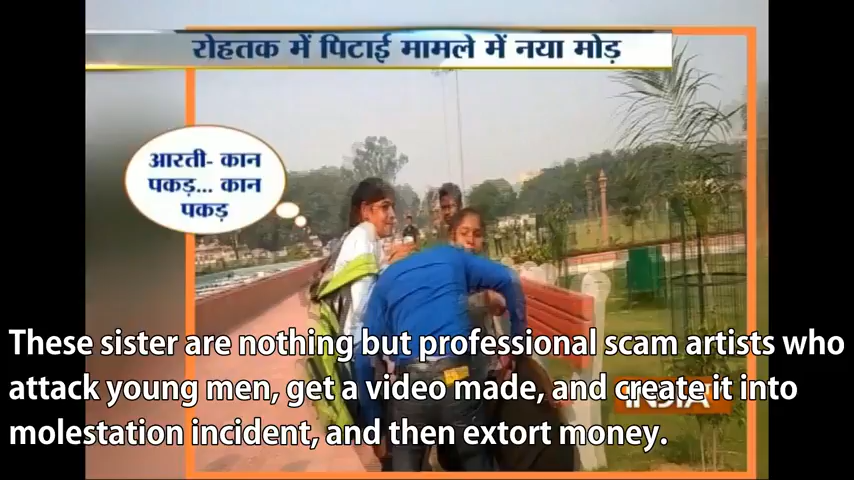 रोहतक में पिटाई मामले में नया मोड़
आरती- कान
पकड़... कान
पकड़
These sister are nothing but professional scam artists who
attack young men, get a video made, and create it into
INDIA
molestation incident, and then extort money.